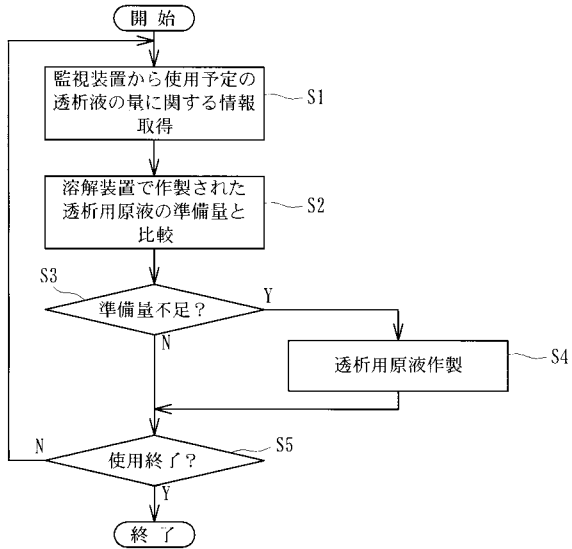 開始
監視装置から使用予定の
透析液の量に関する情報
取得
S1
溶解装置で作製された
透析用原液の準備量と
比較
S2
S3
準備量不足?
Y
N
透析用原液作製
S4
使用終了?
S5
N
Y
終了